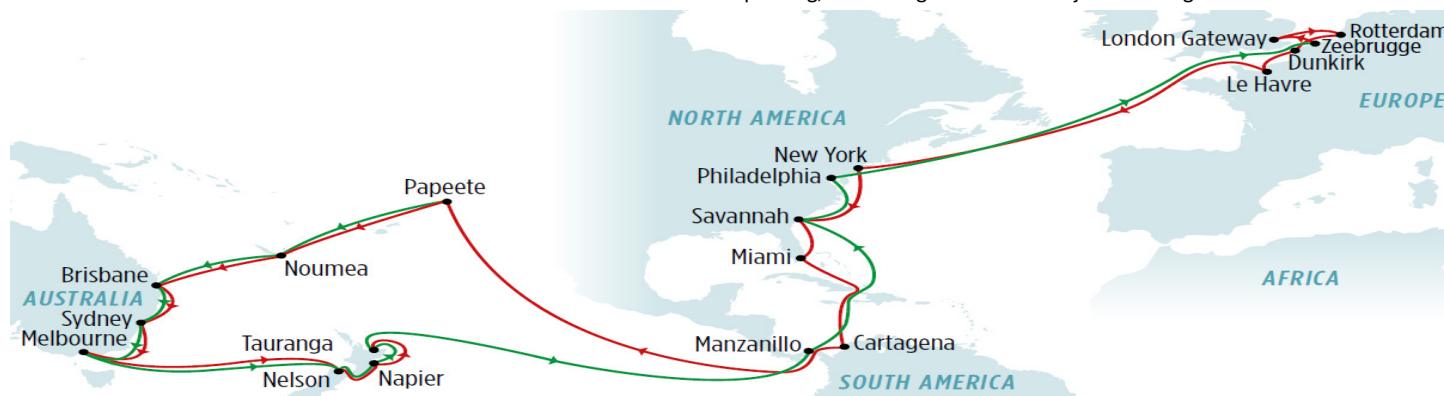 London Gateway
Rotterdam
Zeebrugge
Dunkirk
Le Havre
EUROPE
NORTH AMERICA
New York
Philadelphia
Papeete
Savannah
Noumea
Miami
Brisbane
AFRICA
AUSTRALIA
Sydney
Melbourne
Tauranga
Manzanillo
Cartagena
Nelson
Napier
SOUTH AMERICA